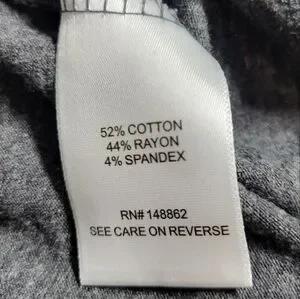 52% COTTON
44% RAYON
4% SPANDEX
RN# 148862
SEE CARE ON REVERSE